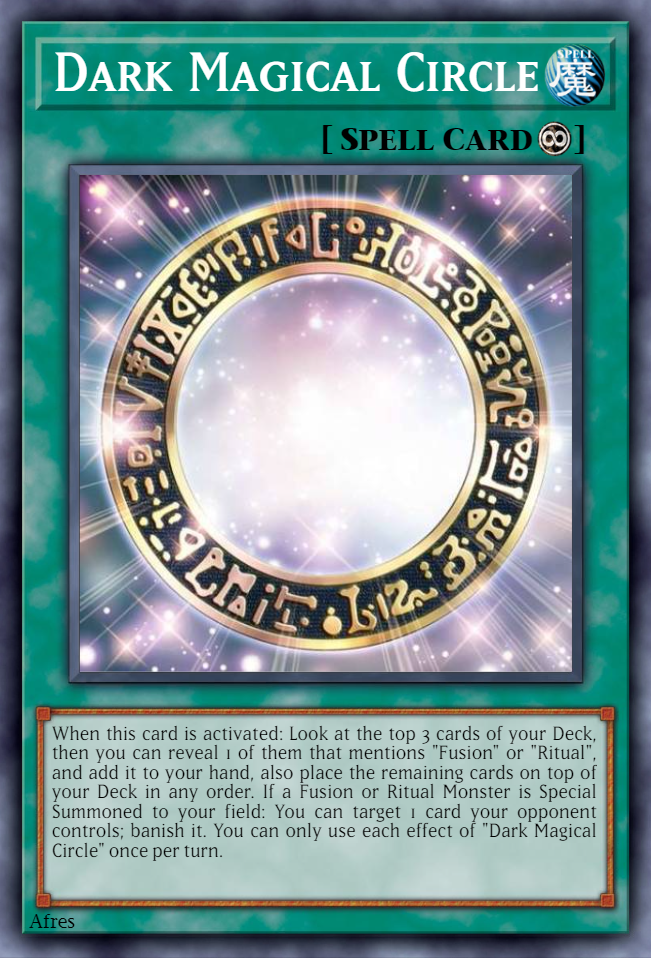 Dark Magical Circle
SPELL
魔
[ Spell Card ]
When this card is activated: Look at the top 3 cards of your Deck,
then you can reveal 1 of them that mentions "Fusion" or "Ritual",
and add it to your hand, also place the remaining cards on top of
your Deck in any order. If a Fusion or Ritual Monster is Special
Summoned to your field: You can target 1 card your opponent
controls; banish it. You can only use each effect of "Dark Magical
Circle" once per turn.
Afres